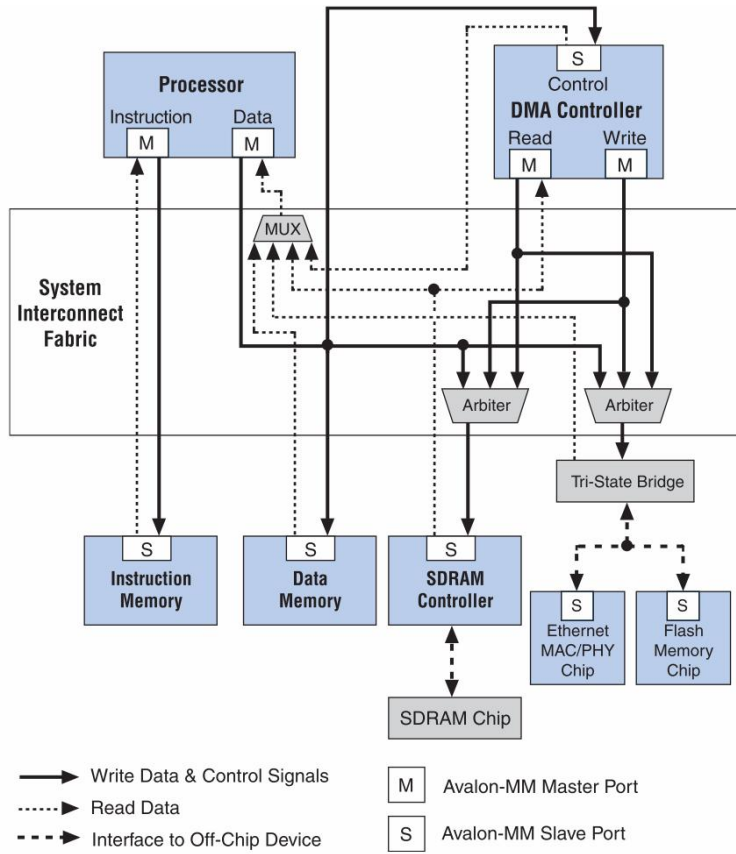 Processor
Instruction
Data
M
M
S
Control
DMA Controller
Read
Write
M
M
System
Interconnect
Fabric
MUX
Arbiter
Arbiter
Tri-State Bridge
S
Instruction
Memory
S
Data
Memory
S
SDRAM
Controller
S
Ethernet
MAC/PHY
Chip
S
Flash
Memory
Chip
SDRAM Chip
Write Data & Control Signals
Read Data
Interface to Off-Chip Device
M
Avalon-MM Master Port
S
Avalon-MM Slave Port